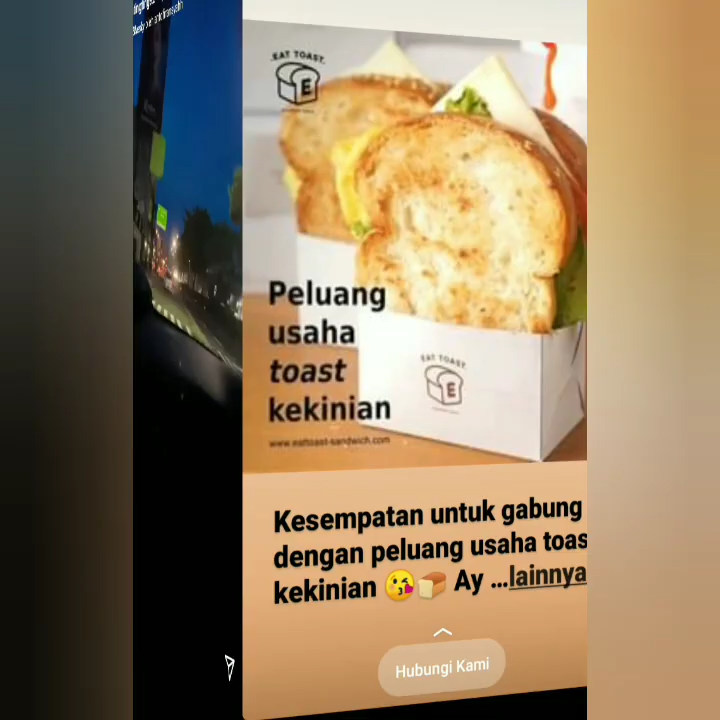 EAT TOAST.
E
Peluang
usaha
toast
kekinian
www.eattoast-sandwich.com
EAT TOAST
E
Kesempatan untuk gabung
dengan peluang usaha toas
kekinian 😘🍞 Ay ...lainnya
Hubungi Kami